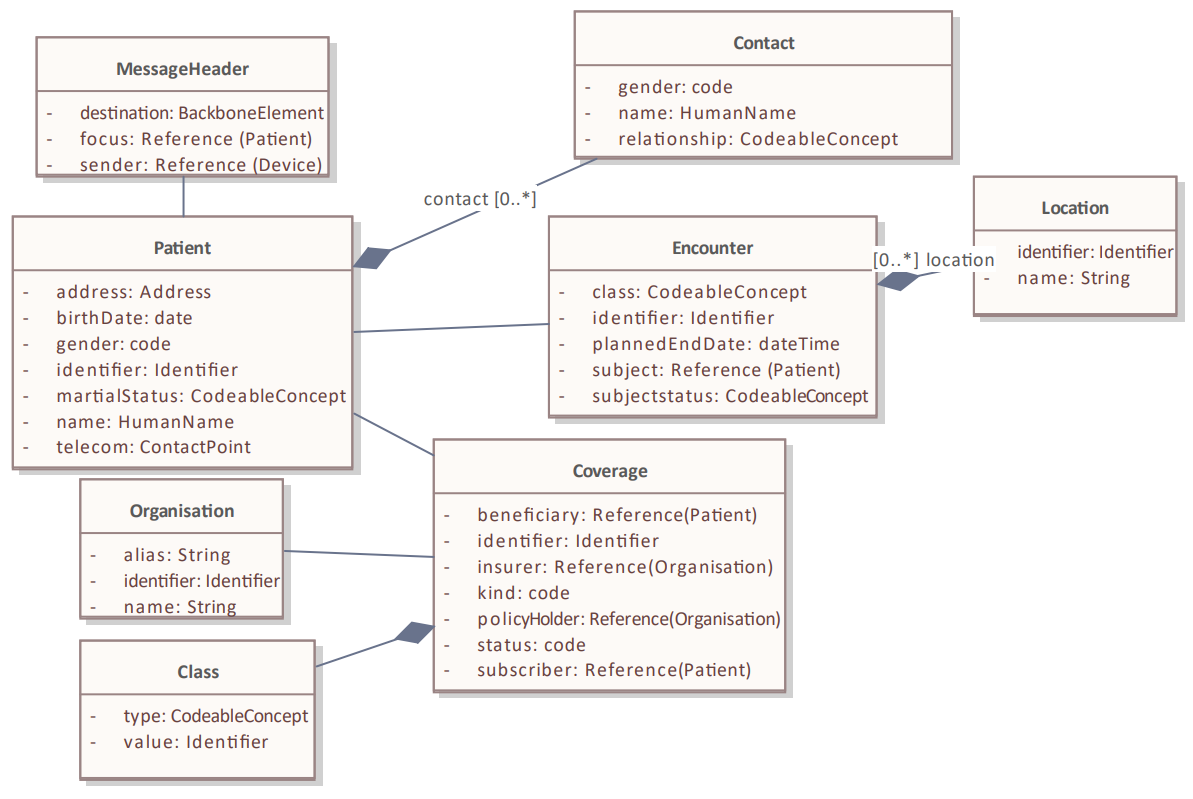 MessageHeader
- destination: BackboneElement
- focus: Reference (Patient)
- sender: Reference (Device)
Contact
- gender: code
- name: HumanName
- relationship: CodeableConcept
contact [0..*]
Patient
- address: Address
- birthDate: date
- gender: code
- identifier: Identifier
- martialStatus: CodeableConcept
- name: HumanName
- telecom: ContactPoint
Encounter
- class: CodeableConcept
- identifier: Identifier
- plannedEndDate: dateTime
- subject: Reference (Patient)
- subjectstatus: CodeableConcept
[0..*] location
Location
identifier: Identifier
- name: String
Organisation
- alias: String
- identifier: Identifier
- name: String
Coverage
- beneficiary: Reference(Patient)
- identifier: Identifier
- insurer: Reference(Organisation)
- kind: code
- policyHolder: Reference(Organisation)
- status: code
- subscriber: Reference(Patient)
Class
- type: CodeableConcept
- value: Identifier